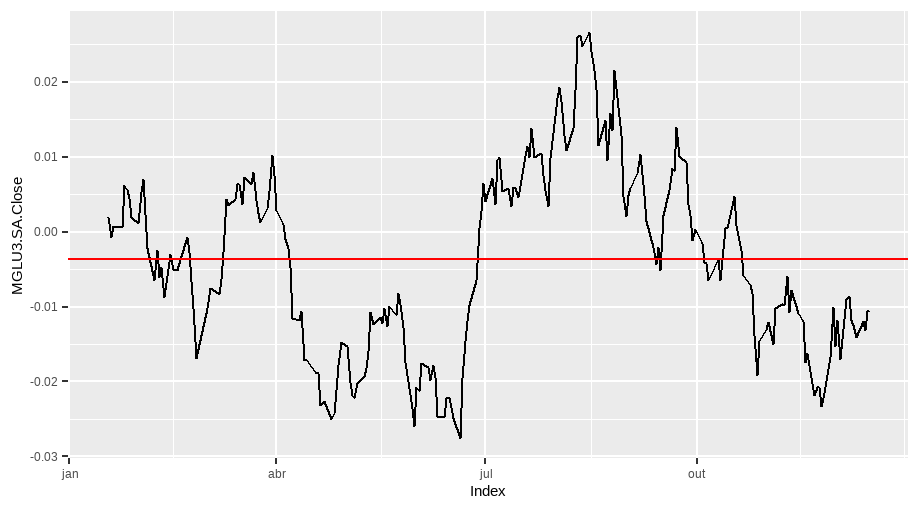 0.02
0.01
0.00
-0.01
-0.02
-0.03
MGLU3.SA.Close
jan
abr
jul
out
Index